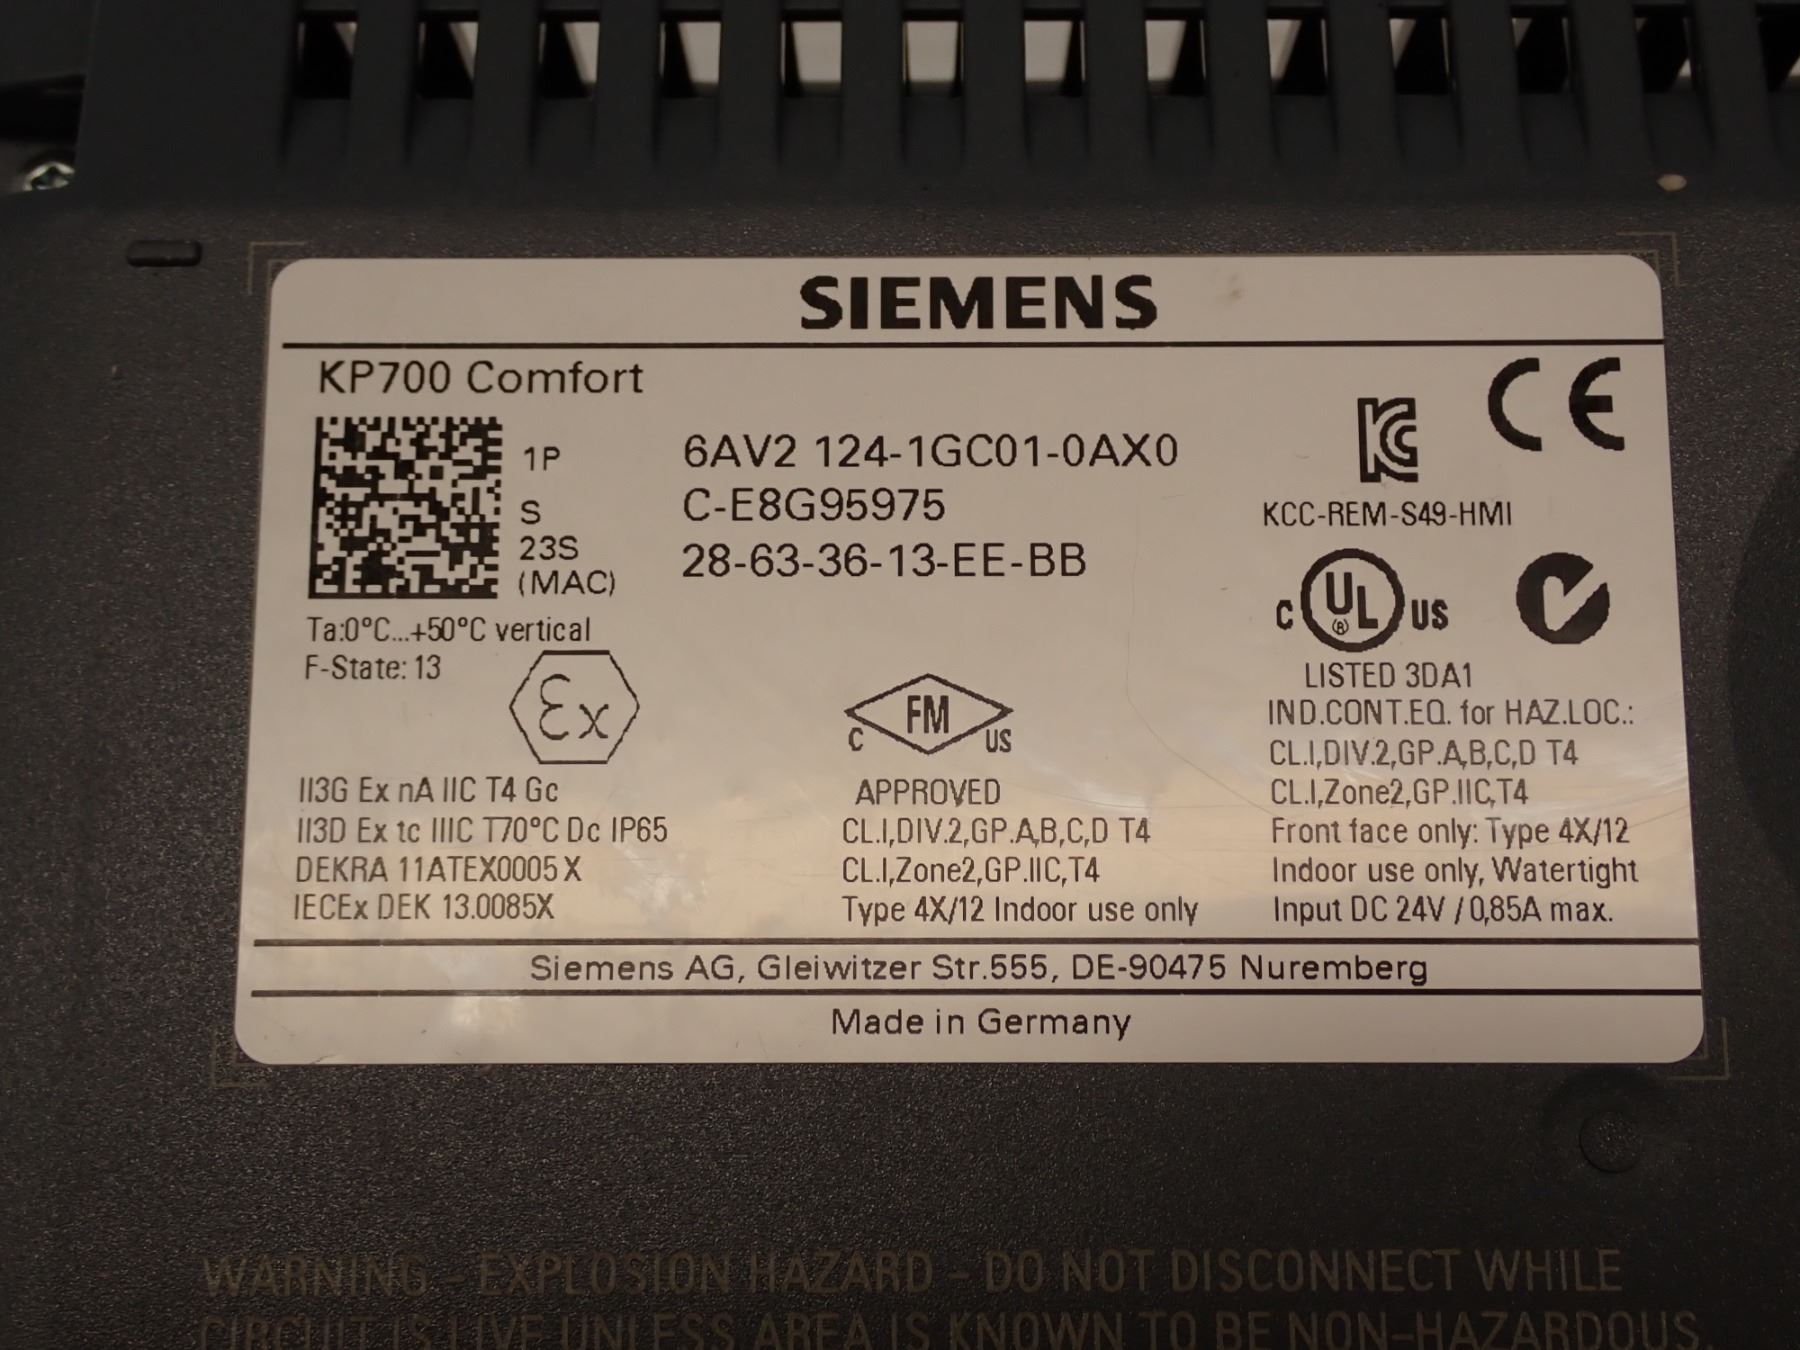 SIEMENS
KP700 Comfort
1P 6AV2 124-1GC01-0AX0
S C-E8G95975
23S 28-63-36-13-EE-BB
(MAC)
Ta:0°C...+50°C vertical
F-State: 13
Ex
II3G Ex nA IIC T4 Gc
II3D Ex tc IIIC T70°C Dc IP65
DEKRA 11ATEX0005 X
IECEx DEK 13.0085X
C FM US
APPROVED
CL.I,DIV.2,GP.A,B,C,D T4
CL.I,Zone2,GP.IIC,T4
Type 4X/12 Indoor use only
CE
KCC-REM-S49-HMI
C UL ® US
LISTED 3DA1
IND.CONT.EQ. for HAZ.LOC.:
CL.I,DIV.2,GP.A,B,C,D T4
CL.I,Zone2,GP.IIC,T4
Front face only: Type 4X/12
Indoor use only, Watertight
Input DC 24V / 0,85A max.
Siemens AG, Gleiwitzer Str.555, DE-90475 Nuremberg
Made in Germany
WARNING - EXPLOSION HAZARD - DO NOT DISCONNECT WHILE
CIRCUIT IS LIVE UNLESS AREA IS KNOWN TO BE NON-HAZARDOUS.